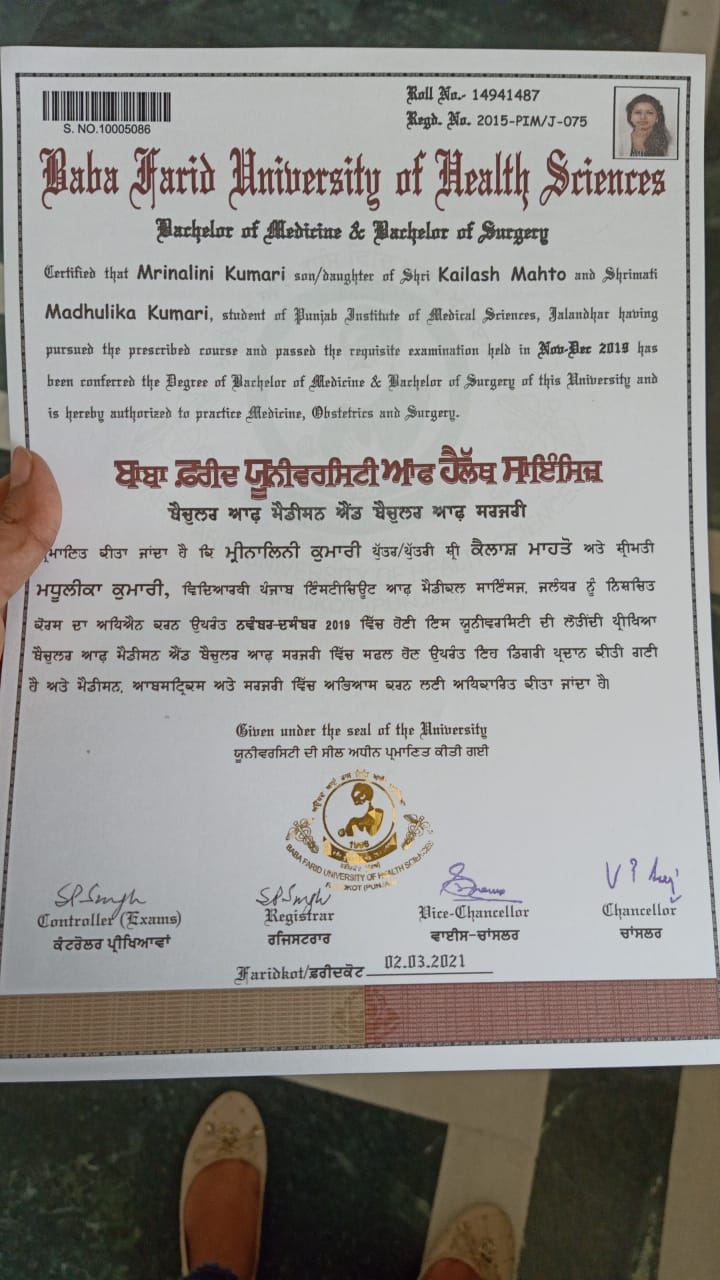 S. NO.10005086
Roll No.- 14941487
Regd. No. 2015-PIM/J-075
Baba Farid University of Health Sciences
Bachelor of Medicine & Bachelor of Surgery
Certified that Mrinalini Kumari son/daughter of Shri Kailash Mahto and Shrimati
Madhulika Kumari, student of Punjab Institute of Medical Sciences, Jalandhar having
pursued the prescribed course and passed the requisite examination held in Nov-Dec 2019 has
been conferred the Degree of Bachelor of Medicine & Bachelor of Surgery of this University and
is hereby authorized to practice Medicine, Obstetrics and Surgery.
ਬਾਬਾ ਫ਼ਰੀਦ ਯੂਨੀਵਰਸਿਟੀ ਆਫ ਹੈਲੱਥ ਸਾਇੰਸਿਜ਼
ਬੈਚੁਲਰ ਆਫ਼ ਮੈਡੀਸਨ ਐਂਡ ਬੈਚੁਲਰ ਆਫ਼ ਸਰਜਰੀ
ਪ੍ਰਮਾਣਿਤ ਕੀਤਾ ਜਾਂਦਾ ਹੈ ਕਿ ਮ੍ਰੀਨਾਲਿਨੀ ਕੁਮਾਰੀ ਪੁੱਤਰ/ਪੁੱਤਰੀ ਸ਼੍ਰੀ ਕੈਲਾਸ਼ ਮਾਹਤੋ ਅਤੇ ਸ਼੍ਰੀਮਤੀ
ਮਧੂਲੀਕਾ ਕੁਮਾਰੀ, ਵਿਦਿਆਰਥੀ ਪੰਜਾਬ ਇੰਸਟੀਚਿਊਟ ਆਫ਼ ਮੈਡੀਕਲ ਸਾਇੰਸਜ਼, ਜਲੰਧਰ ਨੂੰ ਨਿਸ਼ਚਿਤ
ਕੋਰਸ ਦਾ ਅਧਿਐਨ ਕਰਨ ਉਪਰੰਤ ਨਵੰਬਰ-ਦਸੰਬਰ 2019 ਵਿੱਚ ਹੋਈ ਇਸ ਯੂਨੀਵਰਸਿਟੀ ਦੀ ਲੋੜੀਂਦੀ ਪ੍ਰੀਖਿਆ
ਬੈਚੁਲਰ ਆਫ਼ ਮੈਡੀਸਨ ਐਂਡ ਬੈਚੁਲਰ ਆਫ਼ ਸਰਜਰੀ ਵਿੱਚ ਸਫਲ ਹੋਣ ਉਪਰੰਤ ਇਹ ਡਿਗਰੀ ਪ੍ਰਦਾਨ ਕੀਤੀ ਗਈ
ਹੈ ਅਤੇ ਮੈਡੀਸਨ, ਆਬਸਟ੍ਰਿਕਸ ਅਤੇ ਸਰਜਰੀ ਵਿੱਚ ਅਭਿਆਸ ਕਰਨ ਲਈ ਅਧਿਕਾਰਿਤ ਕੀਤਾ ਜਾਂਦਾ ਹੈ।
Given under the seal of the University
ਯੂਨੀਵਰਸਿਟੀ ਦੀ ਸੀਲ ਅਧੀਨ ਪ੍ਰਮਾਣਿਤ ਕੀਤੀ ਗਈ
1998
BABA FARID UNIVERSITY OF HEALTH SCIENCES
SPSingh SPSingh
Controller (Exams) Registrar Vice-Chancellor Chancellor
ਕੰਟਰੋਲਰ ਪ੍ਰੀਖਿਆਵਾਂ ਰਜਿਸਟਰਾਰ ਵਾਈਸ-ਚਾਂਸਲਰ ਚਾਂਸਲਰ
Faridkot/ਫ਼ਰੀਦਕੋਟ 02.03.2021